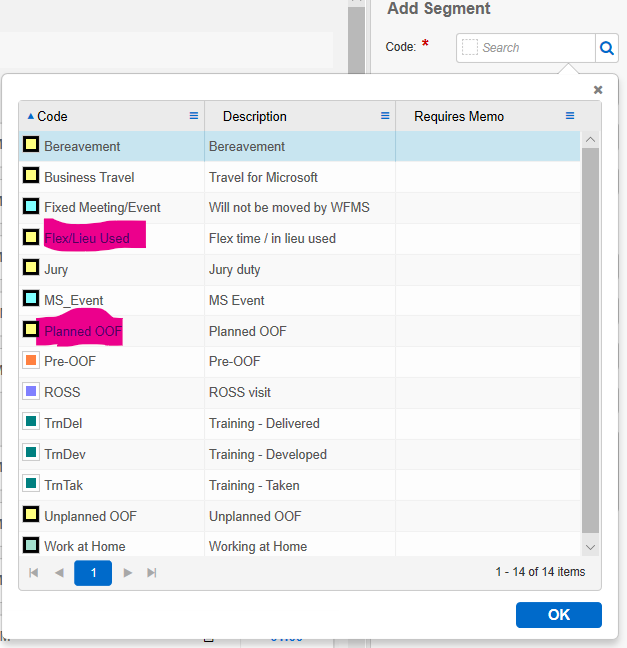 Add Segment
Code: *
Search
Code
Description
Requires Memo
Bereavement Bereavement
Business Travel Travel for Microsoft
Fixed Meeting/Event Will not be moved by WFMS
Flex/Lieu Used Flex time / in lieu used
Jury Jury duty
MS_Event MS Event
Planned OOF Planned OOF
Pre-OOF Pre-OOF
ROSS ROSS visit
TrnDel Training - Delivered
TrnDev Training - Developed
TrnTak Training - Taken
Unplanned OOF Unplanned OOF
Work at Home Working at Home
1
1 - 14 of 14 items
OK